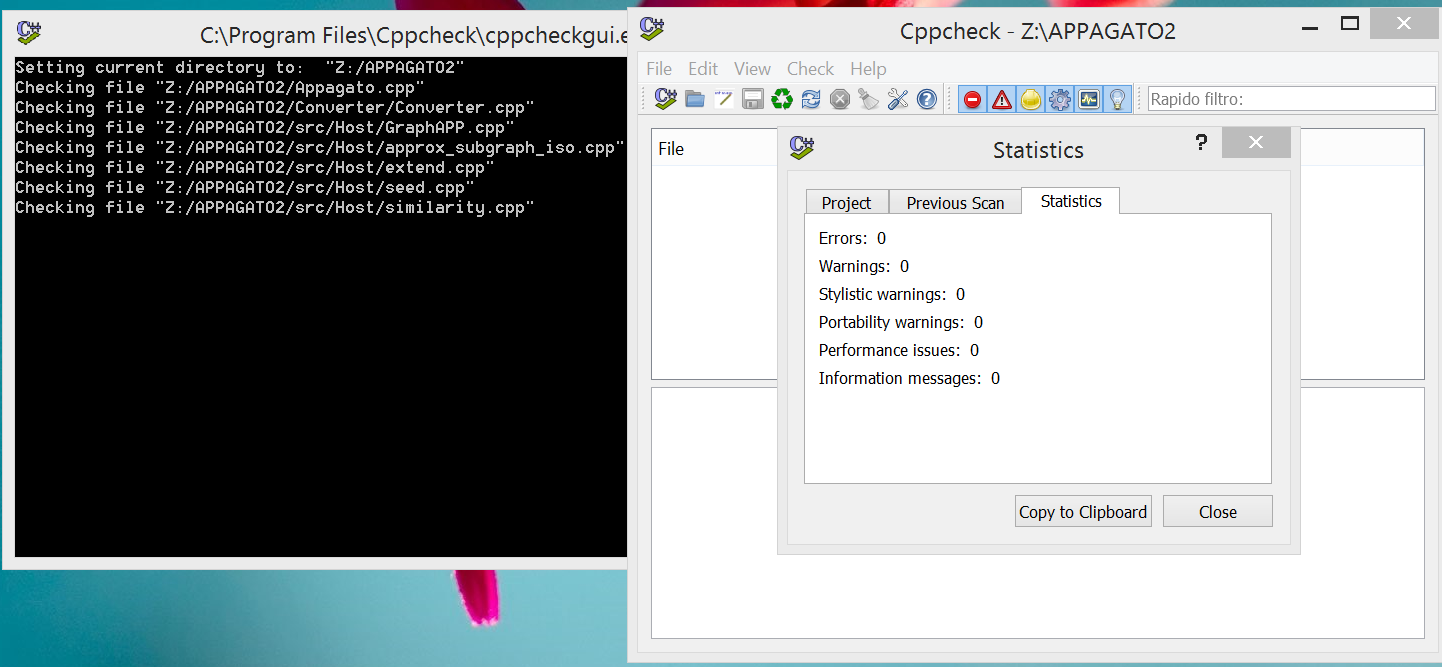 C:\Program Files\Cppcheck\cppcheckgui.e
Setting current directory to:  "Z:/APPAGATO2"
Checking file "Z:/APPAGATO2/Appagato.cpp"
Checking file "Z:/APPAGATO2/Converter/Converter.cpp"
Checking file "Z:/APPAGATO2/src/Host/GraphAPP.cpp"
Checking file "Z:/APPAGATO2/src/Host/approx_subgraph_iso.cpp"
Checking file "Z:/APPAGATO2/src/Host/extend.cpp"
Checking file "Z:/APPAGATO2/src/Host/seed.cpp"
Checking file "Z:/APPAGATO2/src/Host/similarity.cpp"
Cppcheck - Z:\APPAGATO2
File Edit View Check Help
Rapido filtro:
File
Statistics
Project Previous Scan Statistics
Errors: 0
Warnings: 0
Stylistic warnings: 0
Portability warnings: 0
Performance issues: 0
Information messages: 0
Copy to Clipboard Close